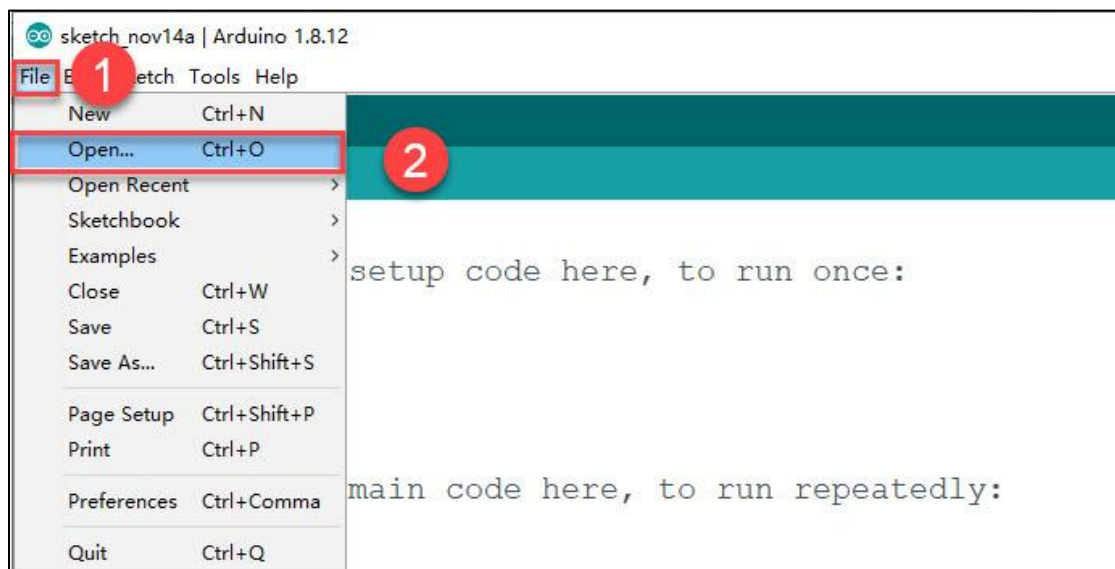 sketch_nov14a | Arduino 1.8.12
File E etch Tools Help
1
New Ctrl+N
Open... Ctrl+O
2
Open Recent >
Sketchbook >
Examples >
setup code here, to run once:
Close Ctrl+W
Save Ctrl+S
Save As... Ctrl+Shift+S
Page Setup Ctrl+Shift+P
Print Ctrl+P
main code here, to run repeatedly:
Preferences Ctrl+Comma
Quit Ctrl+Q